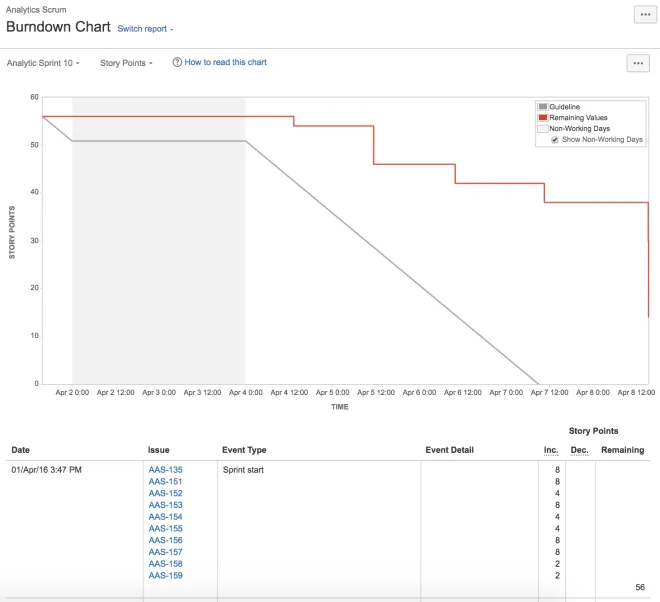 Analytics Scrum
Burndown Chart Switch report
Analytic Sprint 10 Story Points ? How to read this chart
60
50
40
30
20
10
0
STORY POINTS
Guideline
Remaining Values
Non-Working Days
Show Non-Working Days
Apr 2 0:00 Apr 2 12:00 Apr 3 0:00 Apr 3 12:00 Apr 4 0:00 Apr 4 12:00 Apr 5 0:00 Apr 5 12:00 Apr 6 0:00 Apr 6 12:00 Apr 7 0:00 Apr 7 12:00 Apr 8 0:00 Apr 8 12:00
TIME
Story Points
Date Issue Event Type Event Detail Inc. Dec. Remaining
01/Apr/16 3:47 PM AAS-135 Sprint start 8
AAS-151 8
AAS-152 4
AAS-153 8
AAS-154 4
AAS-155 4
AAS-156 8
AAS-157 8
AAS-158 2
AAS-159 2
56